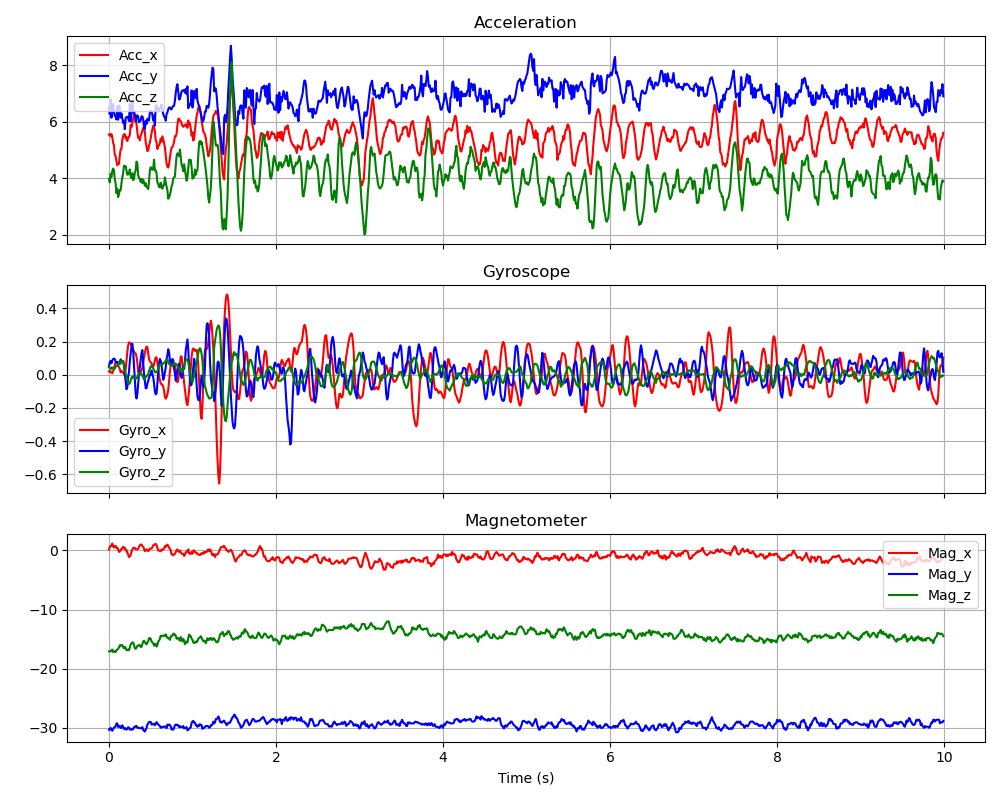 Acceleration
Acc_x
Acc_y
Acc_z
8
6
4
2
Gyroscope
0.4
0.2
0.0
−0.2
−0.4
−0.6
Gyro_x
Gyro_y
Gyro_z
Magnetometer
Mag_x
Mag_y
Mag_z
0
−10
−20
−30
0 2 4 6 8 10
Time (s)